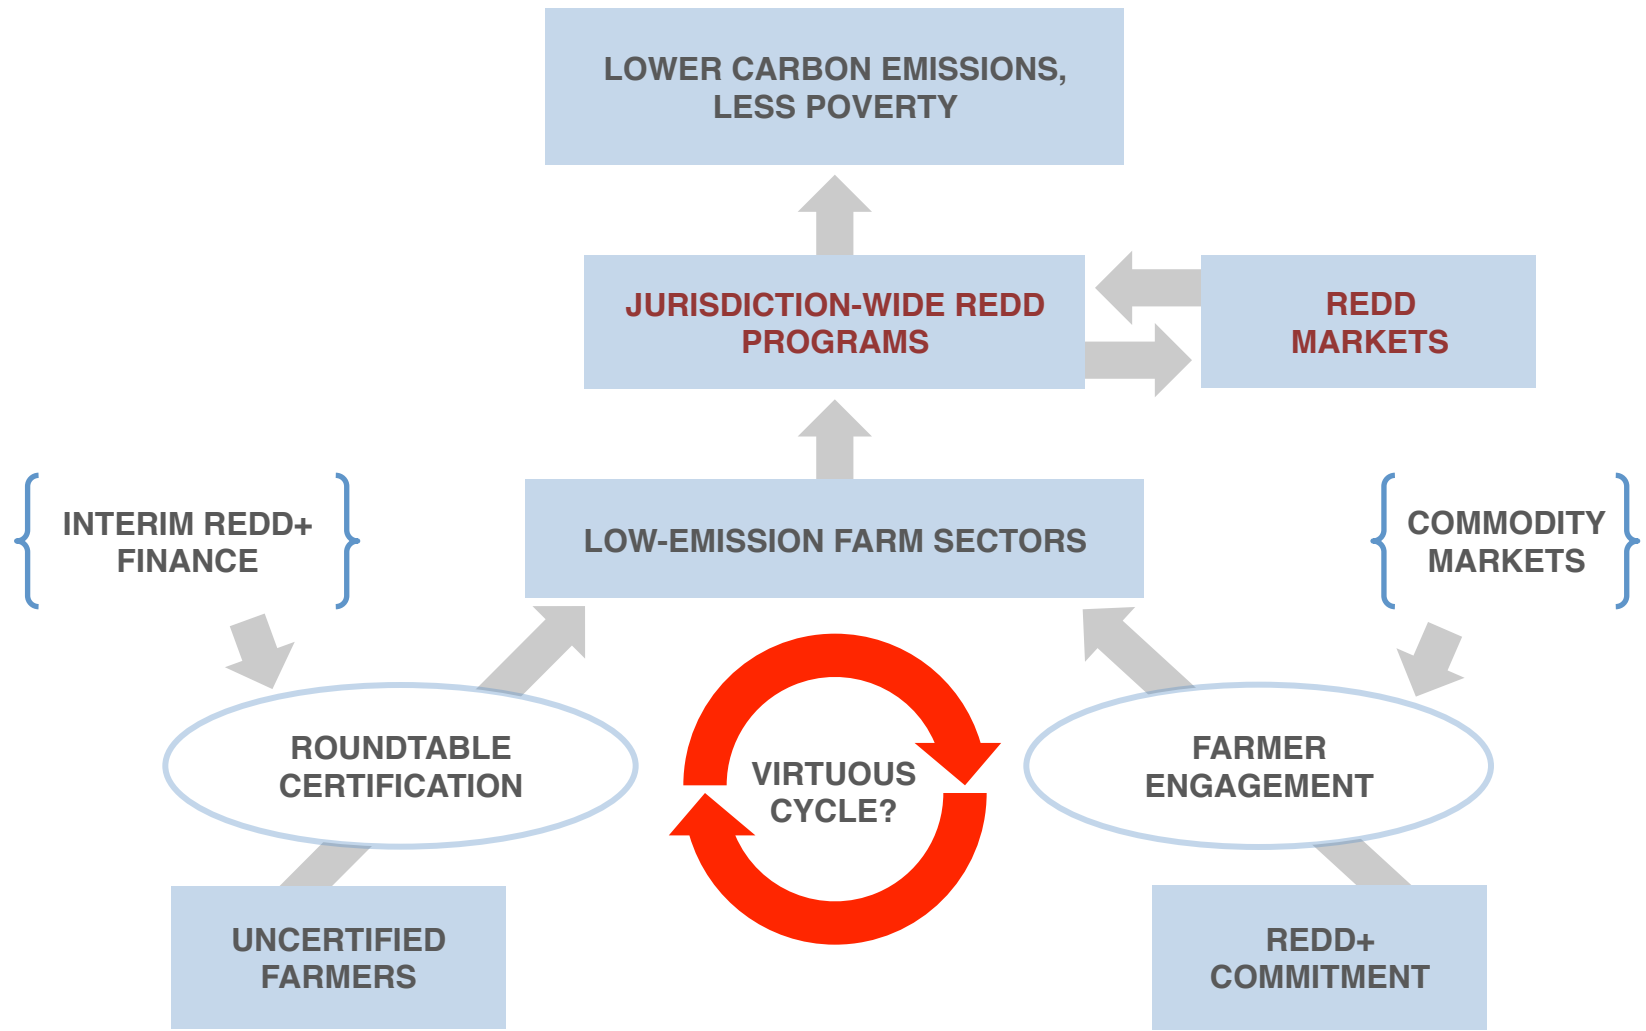 LOWER CARBON EMISSIONS,
LESS POVERTY
JURISDICTION-WIDE REDD
PROGRAMS
REDD
MARKETS
INTERIM REDD+
FINANCE
LOW-EMISSION FARM SECTORS
COMMODITY
MARKETS
ROUNDTABLE
CERTIFICATION
VIRTUOUS
CYCLE?
FARMER
ENGAGEMENT
UNCERTIFIED
FARMERS
REDD+
COMMITMENT